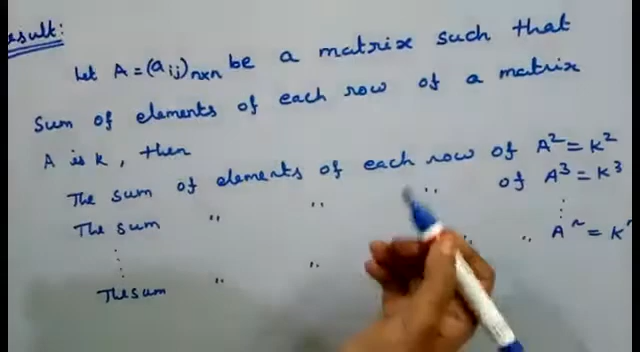 esult:
Let A = (aij)nxn be a matrix such that
Sum of elements of each row of a matrix
A is k, then
The sum of elements of each row of A² = k²
The sum " " " of A³ = k³
⋮ ⋮
The sum " " " " Aⁿ = kⁿ